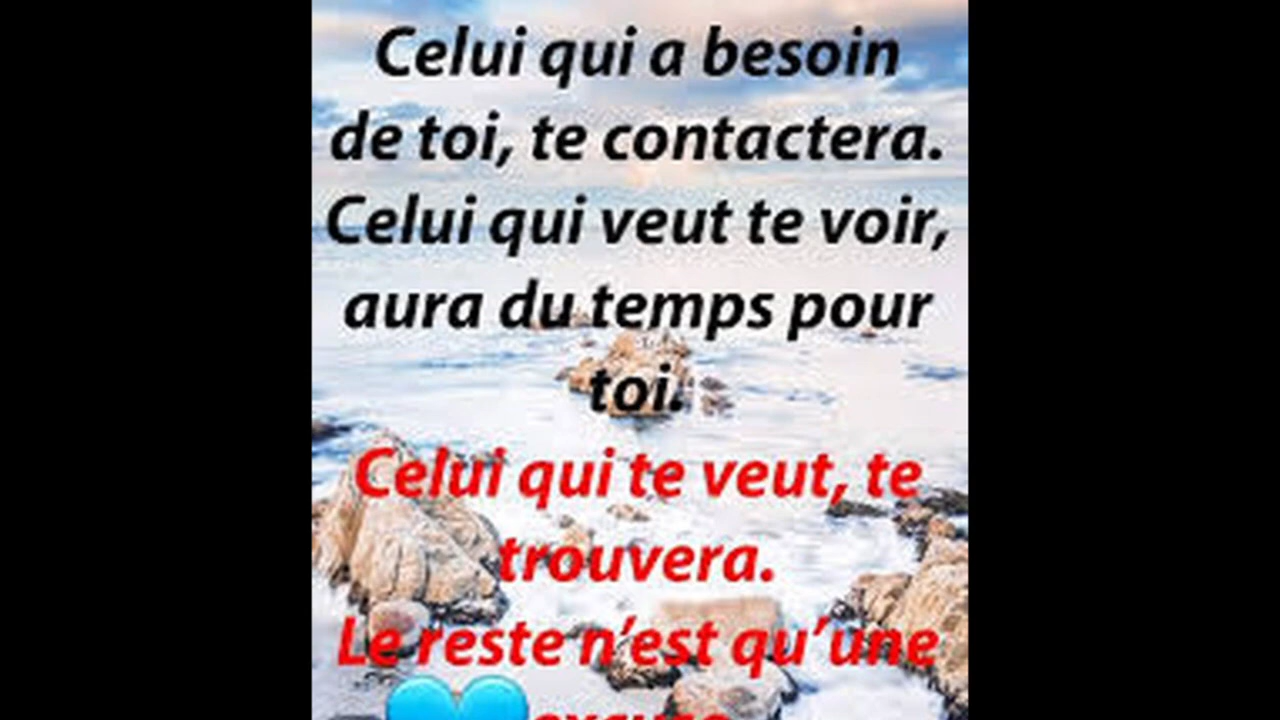 Celui qui a besoin
de toi, te contactera.
Celui qui veut te voir,
aura du temps pour
toi.
Celui qui te veut, te
trouvera.
Le reste n'est qu'une